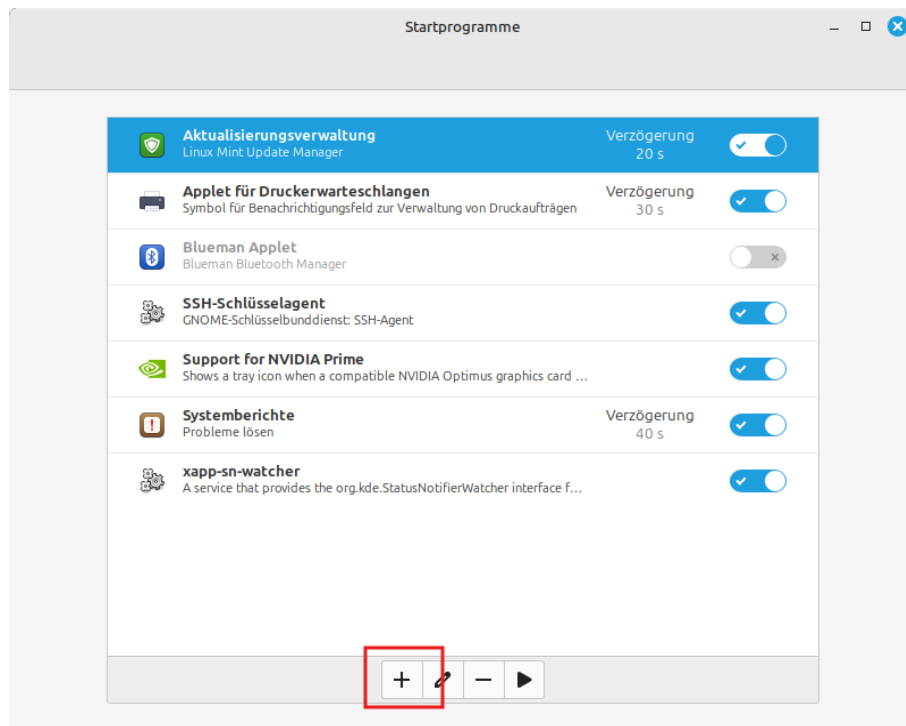 Startprogramme
Aktualisierungsverwaltung
Linux Mint Update Manager
Verzögerung
20 s
Applet für Druckerwarteschlangen
Symbol für Benachrichtigungsfeld zur Verwaltung von Druckaufträgen
Verzögerung
30 s
Blueman Applet
Blueman Bluetooth Manager
SSH-Schlüsselagent
GNOME-Schlüsselbunddienst: SSH-Agent
Support for NVIDIA Prime
Shows a tray icon when a compatible NVIDIA Optimus graphics card ...
Systemberichte
Probleme lösen
Verzögerung
40 s
xapp-sn-watcher
A service that provides the org.kde.StatusNotifierWatcher interface f...